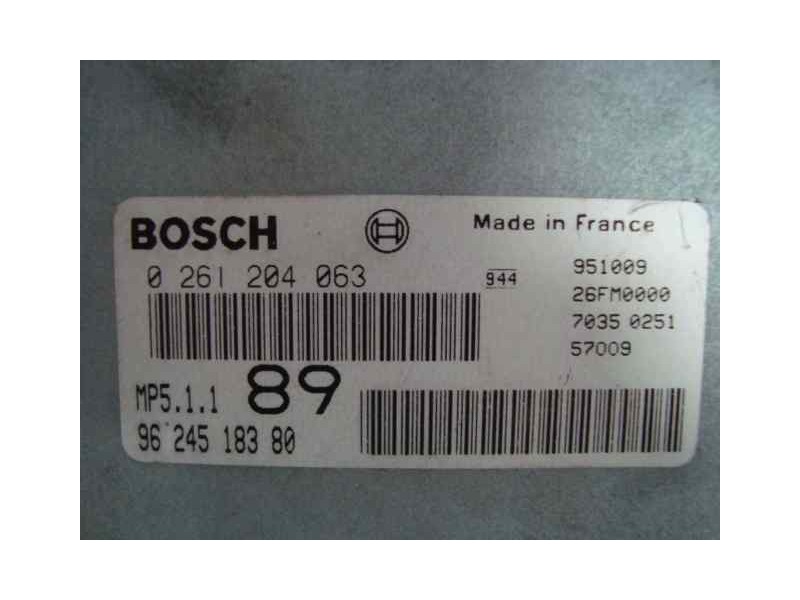 BOSCH
Made in France
0 261 204 063
944
951009
26FM0000
7035 0251
57009
MP5.1.1
89
96 245 183 80